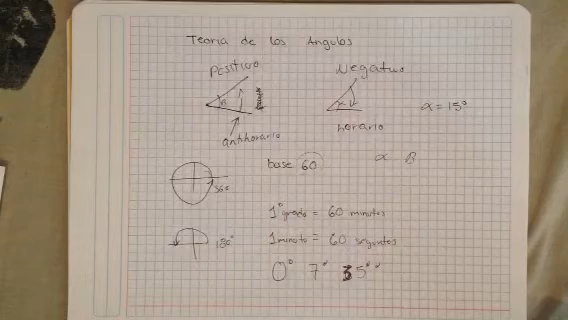 Teoria de los Angulos
Positivo
Negativo
α
α = 15°
antihorario
horario
base 60
α B
360
1° grado = 60 minutos
180°
1 minuto = 60 segundos
0° 7' 35''